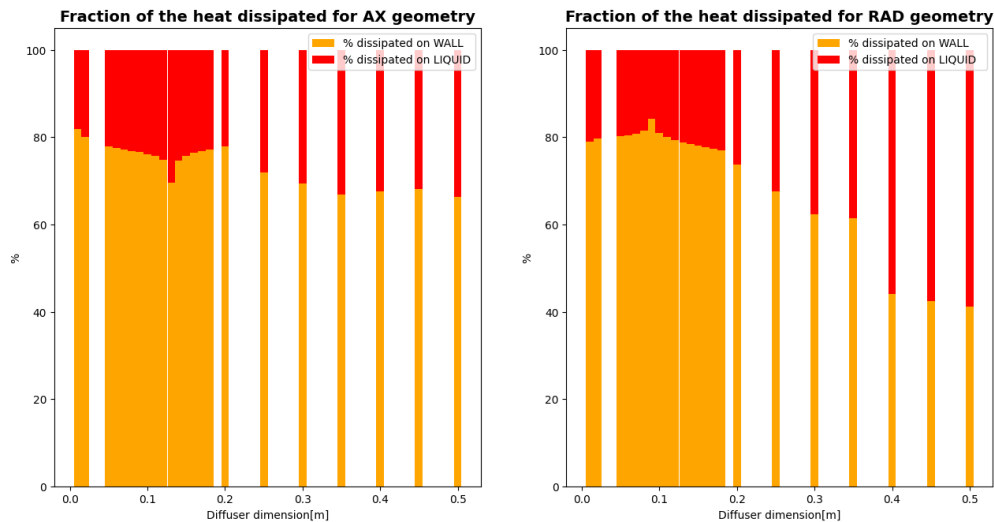 Fraction of the heat dissipated for AX geometry
% dissipated on WALL
% dissipated on LIQUID
100
80
60
40
20
0
%
0.0 0.1 0.2 0.3 0.4 0.5
Diffuser dimension[m]
Fraction of the heat dissipated for RAD geometry
% dissipated on WALL
% dissipated on LIQUID
100
80
60
40
20
0
%
0.0 0.1 0.2 0.3 0.4 0.5
Diffuser dimension[m]